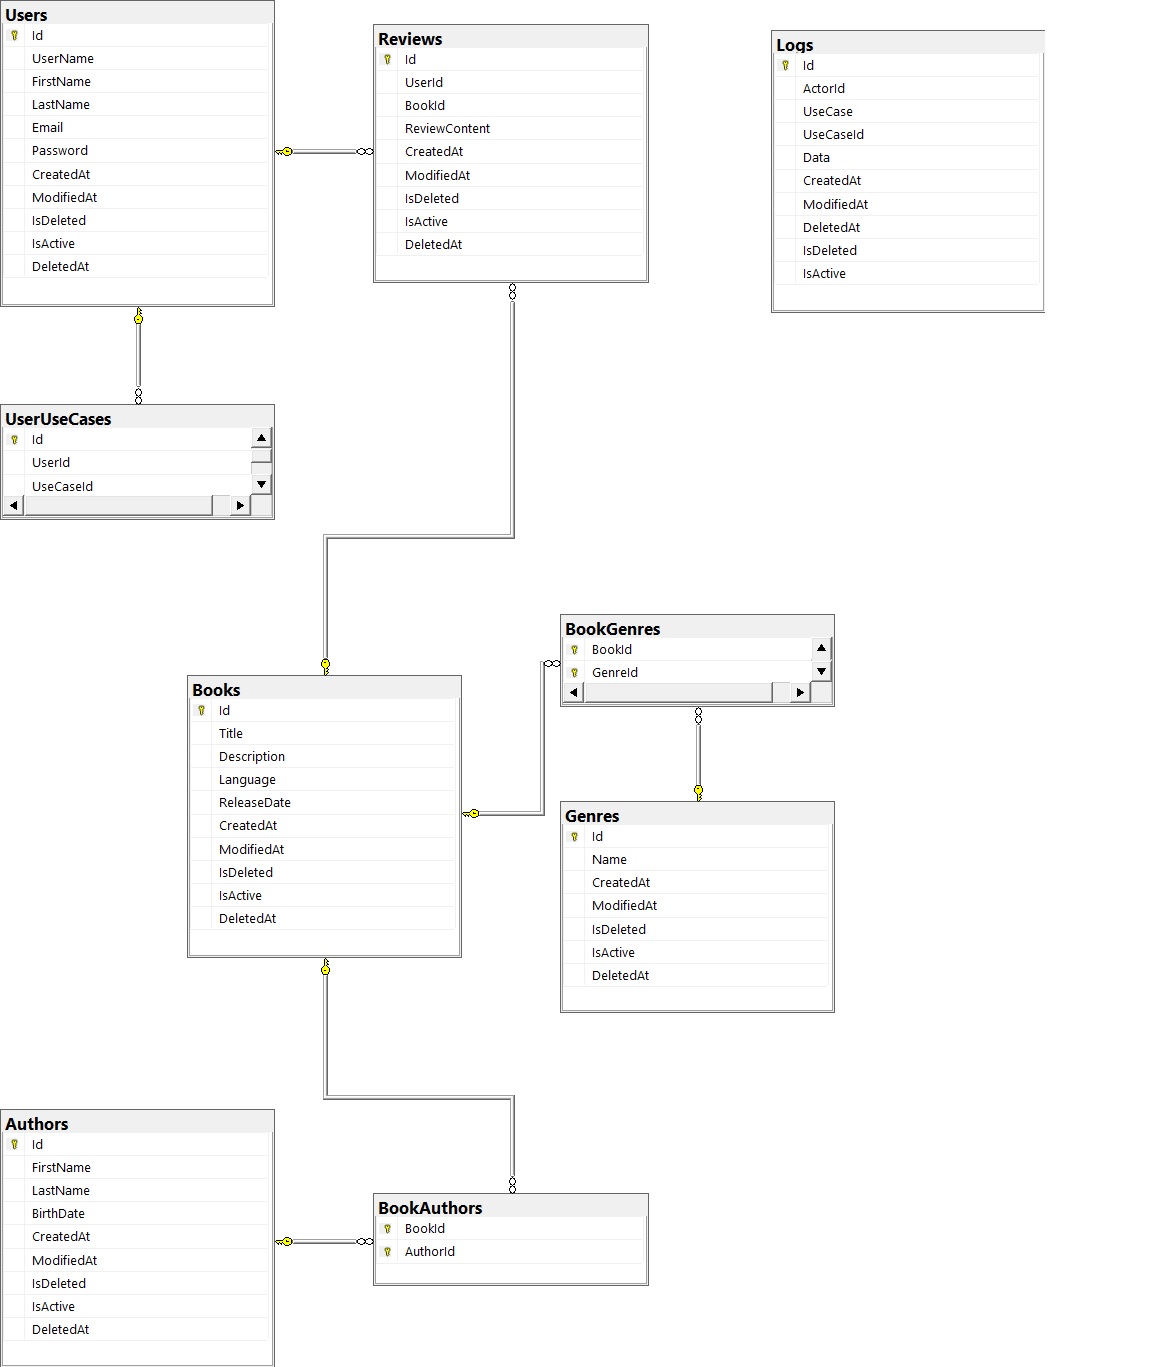 Users
Id
UserName
FirstName
LastName
Email
Password
CreatedAt
ModifiedAt
IsDeleted
IsActive
DeletedAt
Reviews
Id
UserId
BookId
ReviewContent
CreatedAt
ModifiedAt
IsDeleted
IsActive
DeletedAt
Logs
Id
ActorId
UseCase
UseCaseId
Data
CreatedAt
ModifiedAt
DeletedAt
IsDeleted
IsActive
UserUseCases
Id
UserId
UseCaseId
BookGenres
BookId
GenreId
Books
Id
Title
Description
Language
ReleaseDate
CreatedAt
ModifiedAt
IsDeleted
IsActive
DeletedAt
Genres
Id
Name
CreatedAt
ModifiedAt
IsDeleted
IsActive
DeletedAt
Authors
Id
FirstName
LastName
BirthDate
CreatedAt
ModifiedAt
IsDeleted
IsActive
DeletedAt
BookAuthors
BookId
AuthorId